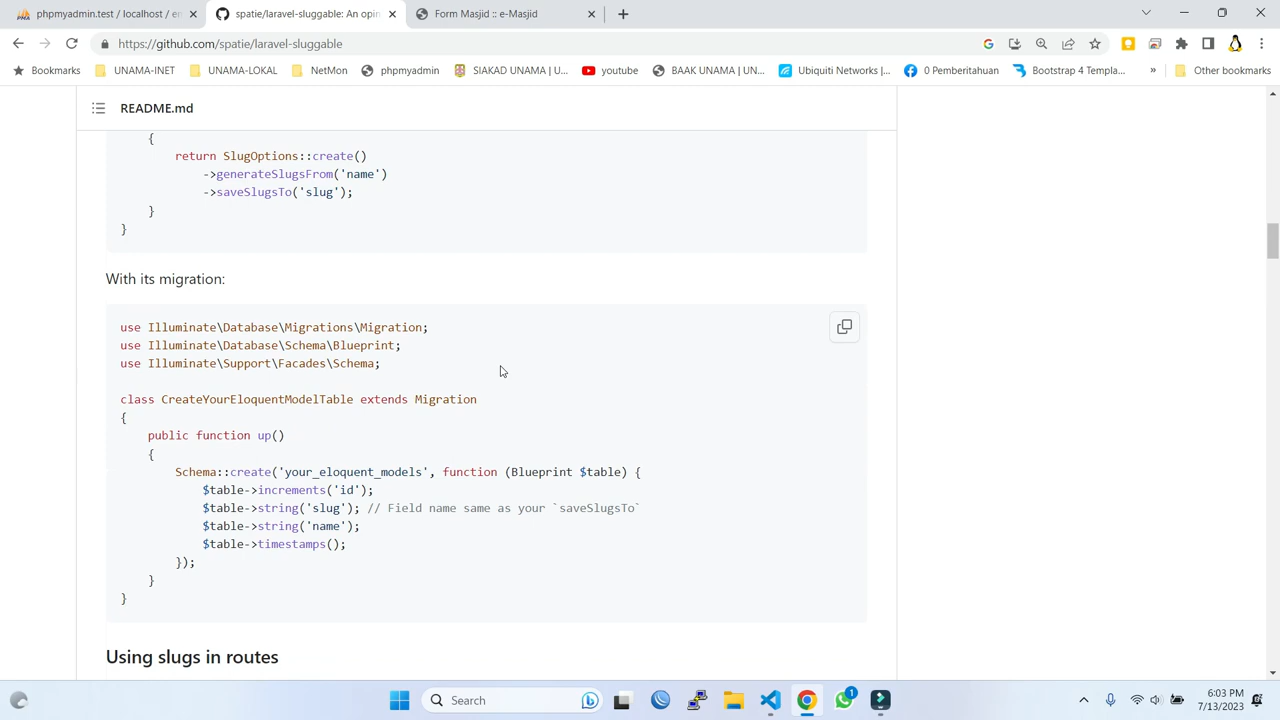 phpmyadmin.test / localhost / en
spatie/laravel-sluggable: An opin
Form Masjid :: e-Masjid
https://github.com/spatie/laravel-sluggable
Bookmarks
UNAMA-INET
UNAMA-LOKAL
NetMon
phpmyadmin
SIAKAD UNAMA | U...
youtube
BAAK UNAMA | UN...
Ubiquiti Networks |...
0 Pemberitahuan
Bootstrap 4 Templa...
»
Other bookmarks
README.md
{
return SlugOptions::create()
->generateSlugsFrom('name')
->saveSlugsTo('slug');
}
}
With its migration:
use Illuminate\Database\Migrations\Migration;
use Illuminate\Database\Schema\Blueprint;
use Illuminate\Support\Facades\Schema;
class CreateYourEloquentModelTable extends Migration
{
public function up()
{
Schema::create('your_eloquent_models', function (Blueprint $table) {
$table->increments('id');
$table->string('slug'); // Field name same as your `saveSlugsTo`
$table->string('name');
$table->timestamps();
});
}
}
Using slugs in routes
Search
1
6:03 PM
7/13/2023